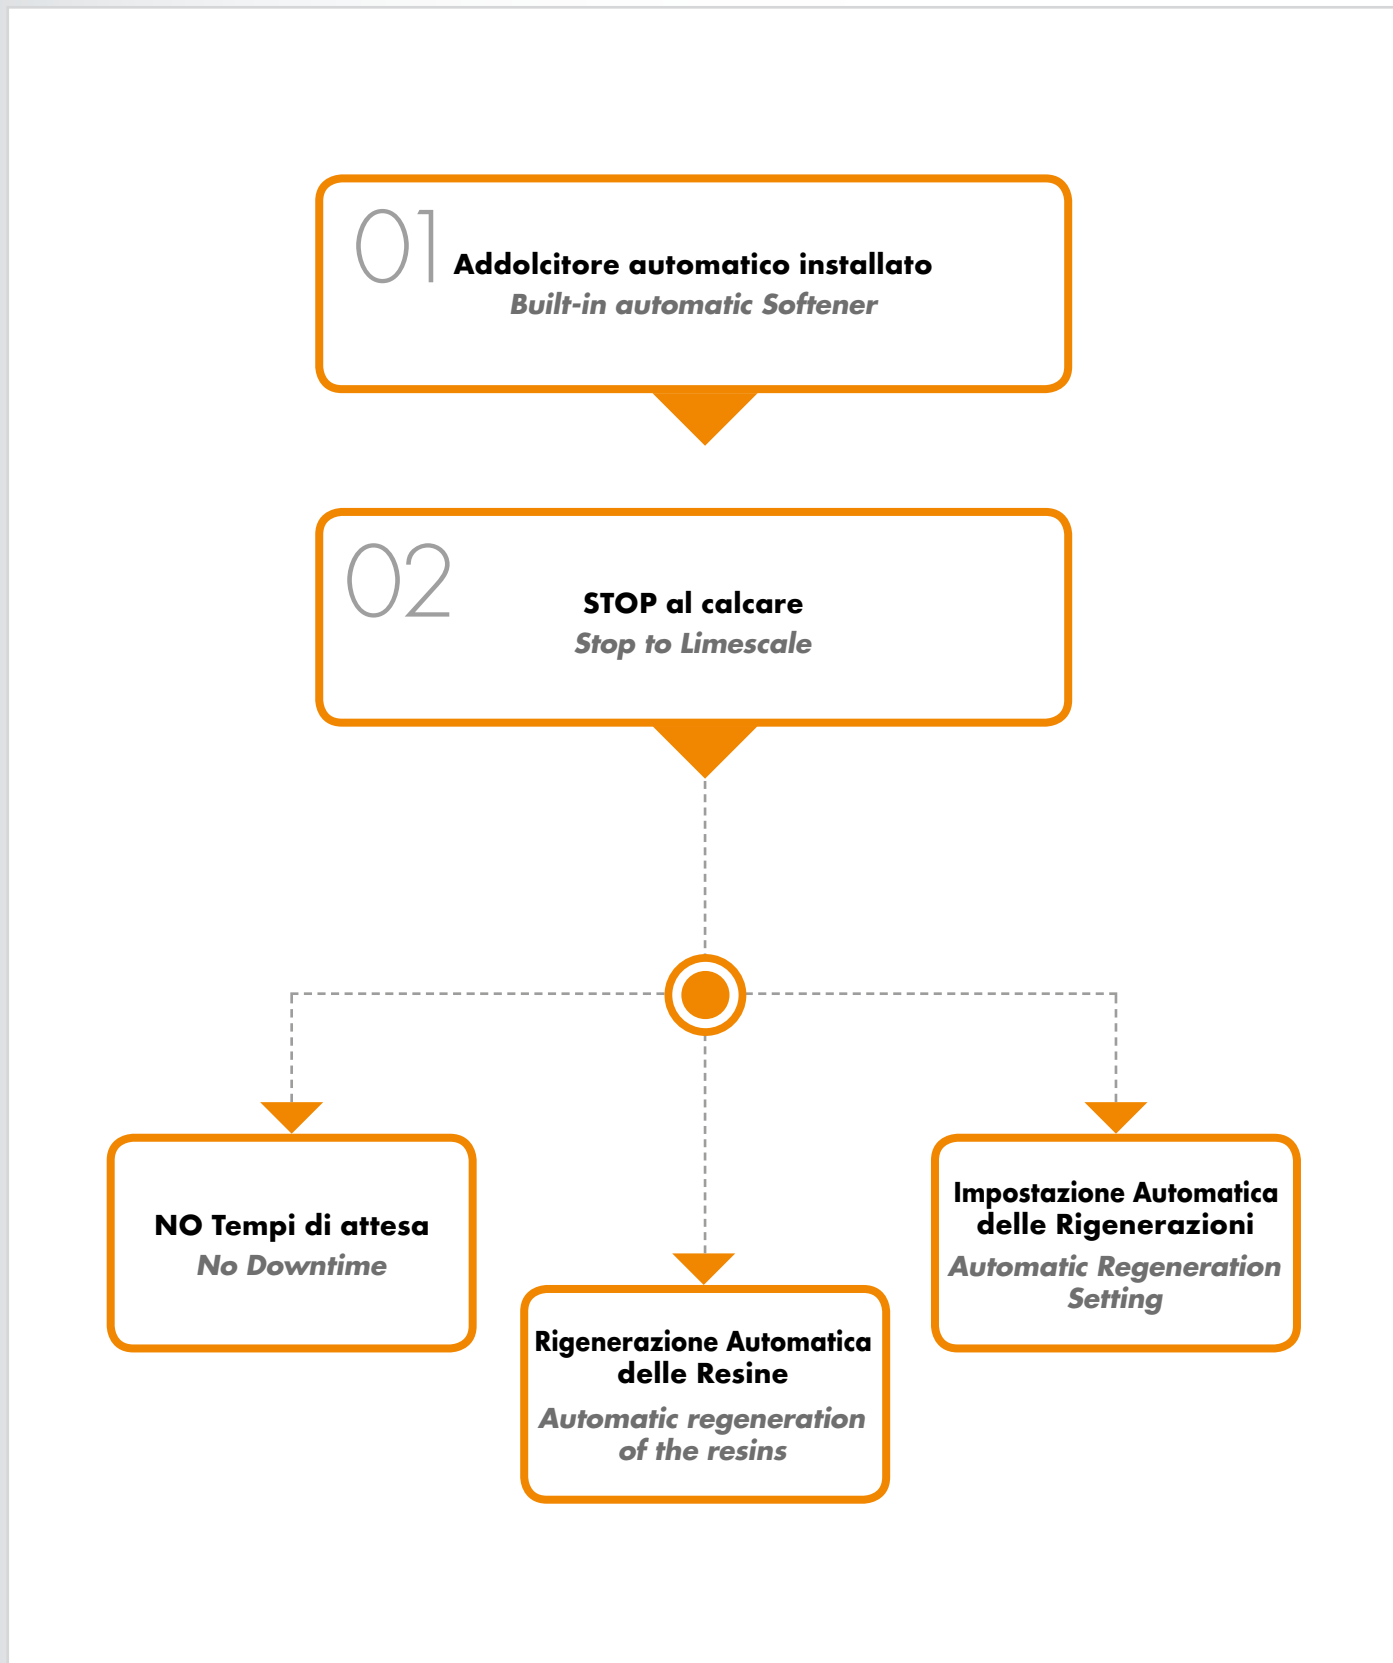 01
Addolcitore automatico installato
Built-in automatic Softener
02
STOP al calcare
Stop to Limescale
NO Tempi di attesa
No Downtime
Rigenerazione Automatica
delle Resine
Automatic regeneration
of the resins
Impostazione Automatica
delle Rigenerazioni
Automatic Regeneration
Setting